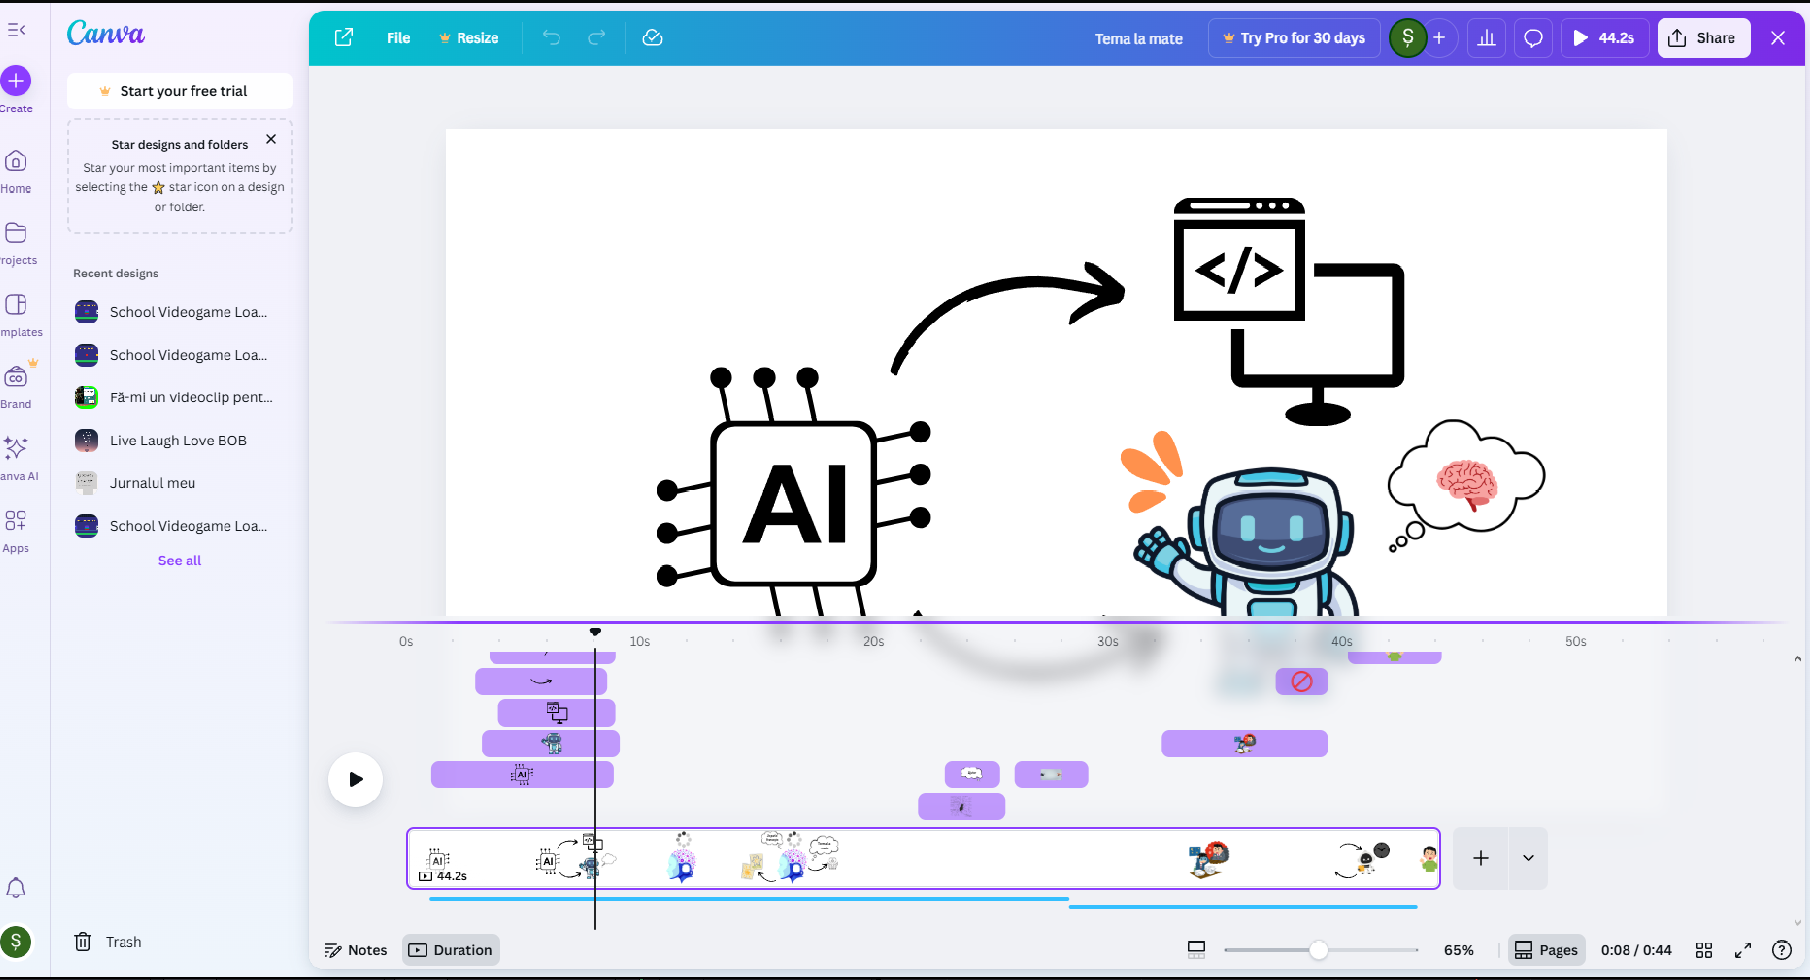 Canva
File
Resize
Tema la mate
Try Pro for 30 days
Ș
44.2s
Share
Start your free trial
Create
Star designs and folders
Star your most important items by
selecting the star icon on a design
or folder.
Home
Projects
Recent designs
School Videogame Loa...
School Videogame Loa...
Fă-mi un videoclip pent...
Live Laugh Love BOB
Jurnalul meu
School Videogame Loa...
See all
mplates
Brand
anva AI
Apps
</>
AI
0s
10s
20s
30s
40s
50s
AI
AI
AI
44.2s
Ș
Trash
Notes
Duration
65%
Pages
0:08 / 0:44